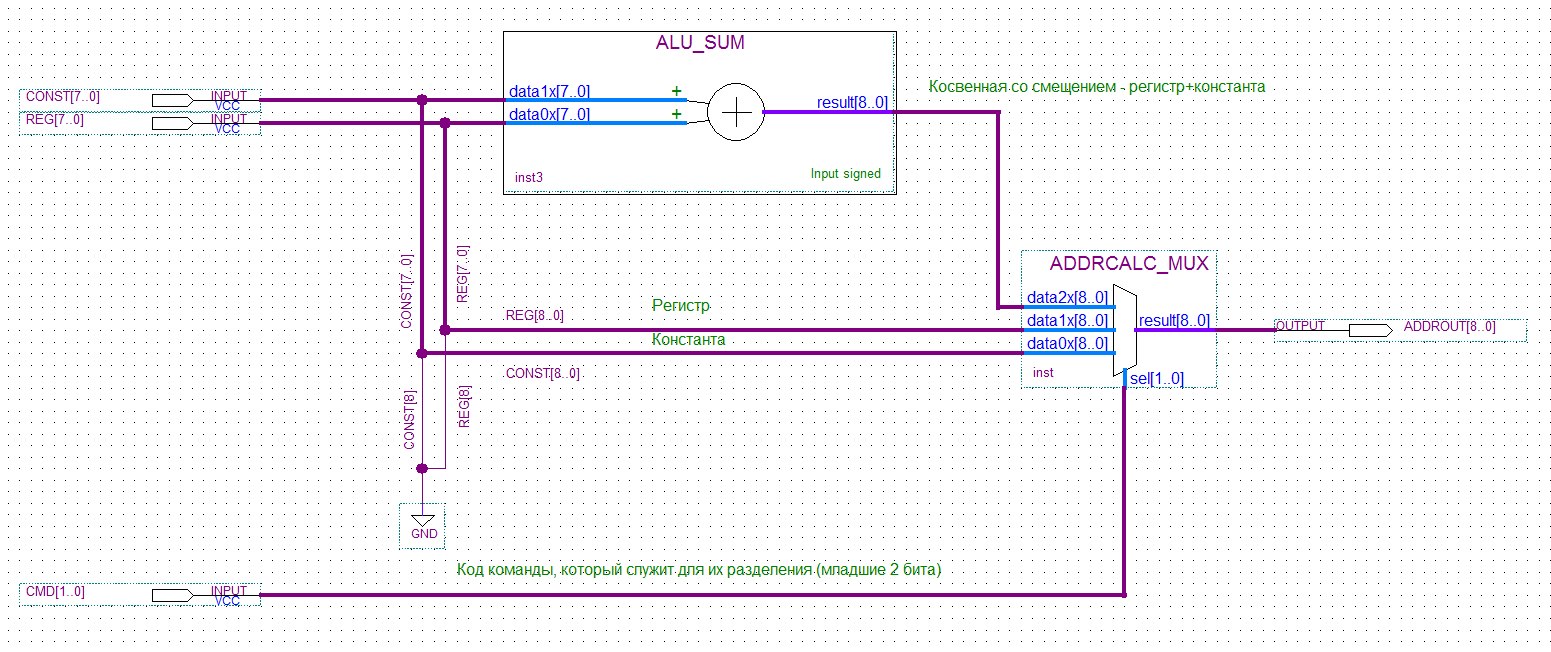 ALU_SUM
CONST[7..0]
INPUT
VCC
REG[7..0]
INPUT
VCC
data1x[7..0]
+
data0x[7..0]
+
result[8..0]
inst3
Input signed
Косвенная со смещением - регистр+константа
CONST[7..0]
REG[7..0]
REG[8..0]
Регистр
Константа
CONST[8..0]
ADDRCALC_MUX
data2x[8..0]
data1x[8..0]
data0x[8..0]
result[8..0]
inst
sel[1..0]
OUTPUT
ADDROUT[8..0]
CONST[8]
REG[8]
GND
Код команды, который служит для их разделения (младшие 2 бита)
CMD[1..0]
INPUT
VCC